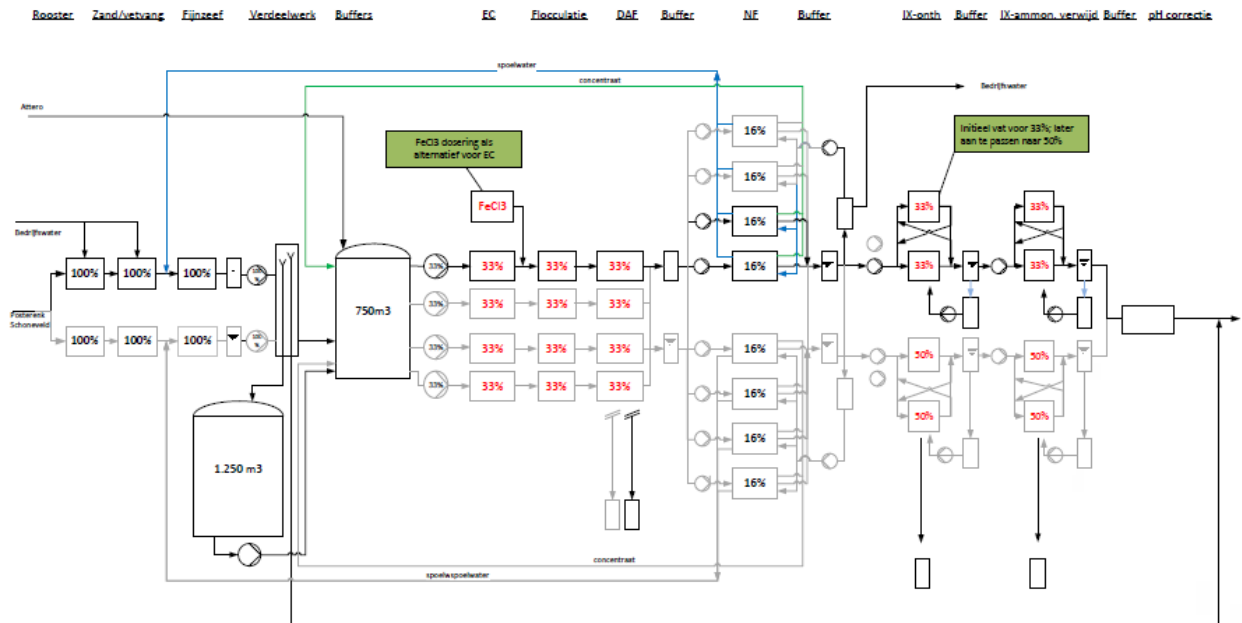 Rooster Zand/vetvang Fijnzeef Verdeelwerk Buffers EC Flocculatie DAF Buffer NF Buffer IX-onth Buffer IX-ammon. verwijd Buffer pH correctie
spoelwater
concentraat
Bedrijfswater
Attero
FeCl3 dosering als
alternatief voor EC
Initieel vat voor 33%; later
aan te passen naar 50%
16%
16%
FeCl3
33% 33%
16%
Bedrijfswater
100% 100% 100% 100 % 33% 33% 33% 33% 16% 33% 33%
750m3
33% 33% 33% 33%
Posterenk
Schoneveld
100% 100% 100% 100 % 33% 33% 33% 33% 16% 50% 50%
33% 33% 33% 33% 16%
50% 50%
16%
1.250 m3
16%
concentraat
spoelwspoelwater